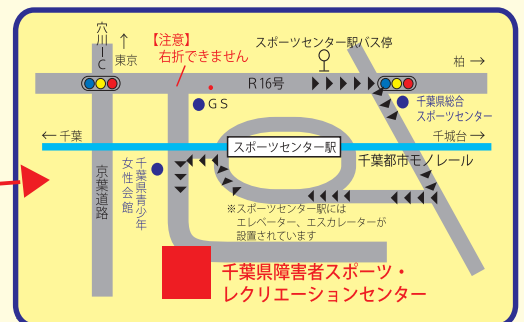 穴川IC
↑
東京
【注意】
右折できません
スポーツセンター駅バス停
柏→
R16号
GS
千葉県総合
スポーツセンター
←千葉
スポーツセンター駅
千城台→
千葉都市モノレール
京葉道路
千葉県青少年
女性会館
※スポーツセンター駅には
エレベーター、エスカレーターが
設置されています
千葉県障害者スポーツ・
レクリエーションセンター